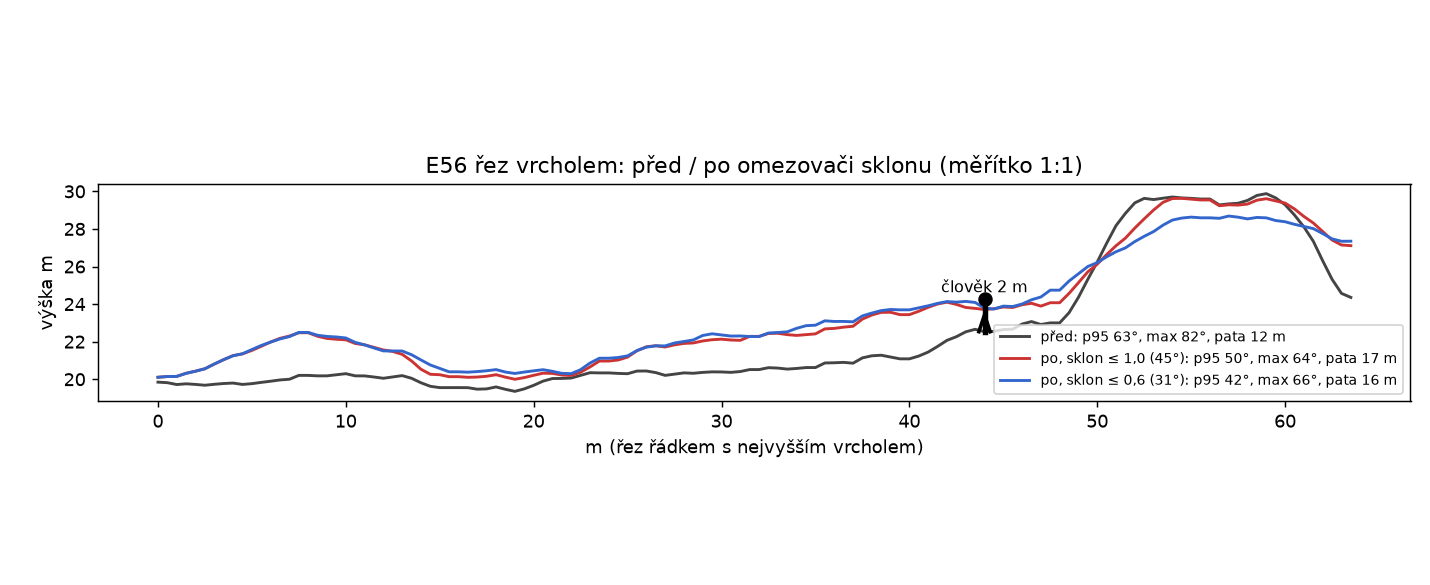 E56 řez vrcholem: před / po omezovači sklonu (měřítko 1:1)
výška m
30
28
26
24
22
20
člověk 2 m
před: p95 63°, max 82°, pata 12 m
po, sklon ≤ 1,0 (45°): p95 50°, max 64°, pata 17 m
po, sklon ≤ 0,6 (31°): p95 42°, max 66°, pata 16 m
0 10 20 30 40 50 60
m (řez řádkem s nejvyšším vrcholem)